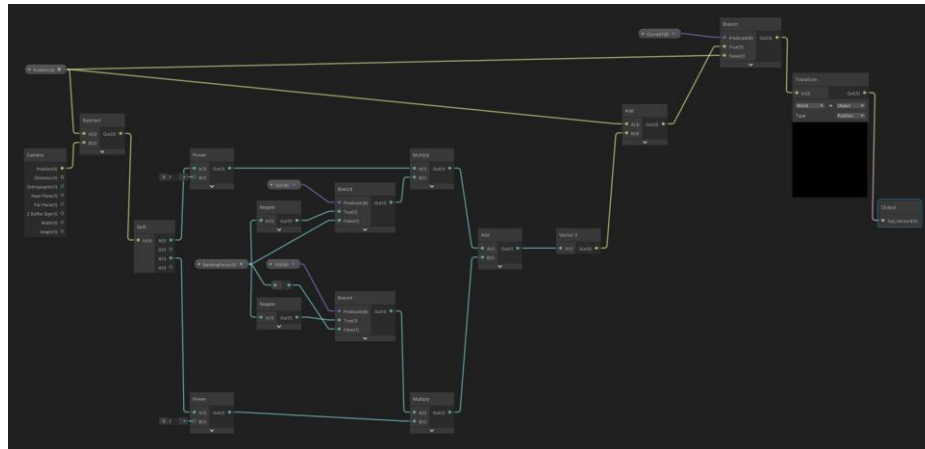 Branch
Predicate(B) Out(3)
True(3)
False(3)
Position(3)
Transform
In(3) Out(3)
World Object
Type Position
Add
A(3) Out(3)
B(3)
Subtract
A(3) Out(3)
B(3)
Camera
Position(3)
Direction(3)
Orthographic(1)
Near Plane(1)
Far Plane(1)
Z Buffer Sign(1)
Width(1)
Height(1)
Power
A(1) Out(1)
B(1)
Multiply
A(1) Out(1)
B(1)
Branch
Predicate(B) Out(1)
True(1)
False(1)
Negate
In(1) Out(1)
Output
Split
In(3) R(1)
G(1)
B(1)
A(1)
Add
A(1) Out(1)
B(1)
Vector 3
Out(3)
Branch
Predicate(B) Out(1)
True(1)
False(1)
Negate
In(1) Out(1)
Power
A(1) Out(1)
B(1)
Multiply
A(1) Out(1)
B(1)